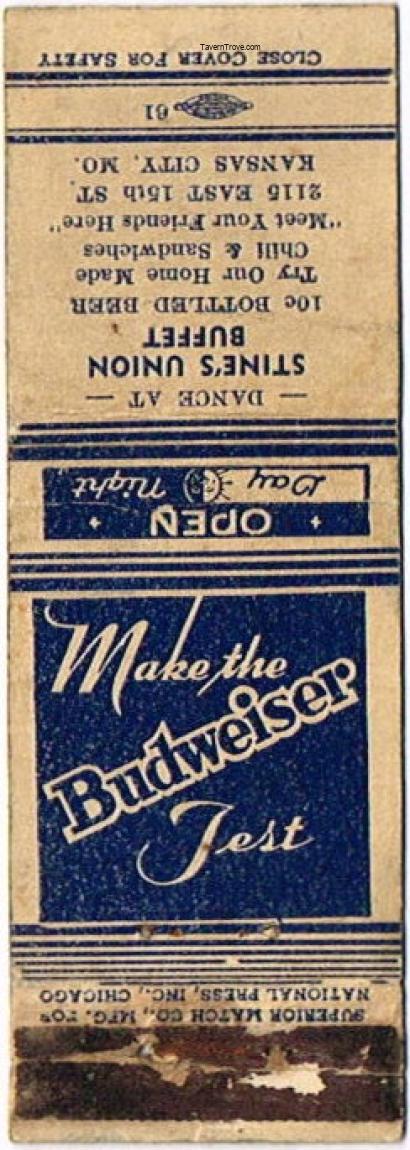 TavernTrove.com
CLOSE COVER FOR SAFETY
61
— DANCE AT —
STINE'S UNION
BUFFET
10c BOTTLED BEER
Try Our Home Made
Chili & Sandwiches
"Meet Your Friends Here"
2115 EAST 15th ST.
KANSAS CITY, MO.
OPEN
Day Night
Make the
Budweiser
Test
SUPERIOR MATCH CO., MFG. FOR
NATIONAL PRESS, INC., CHICAGO